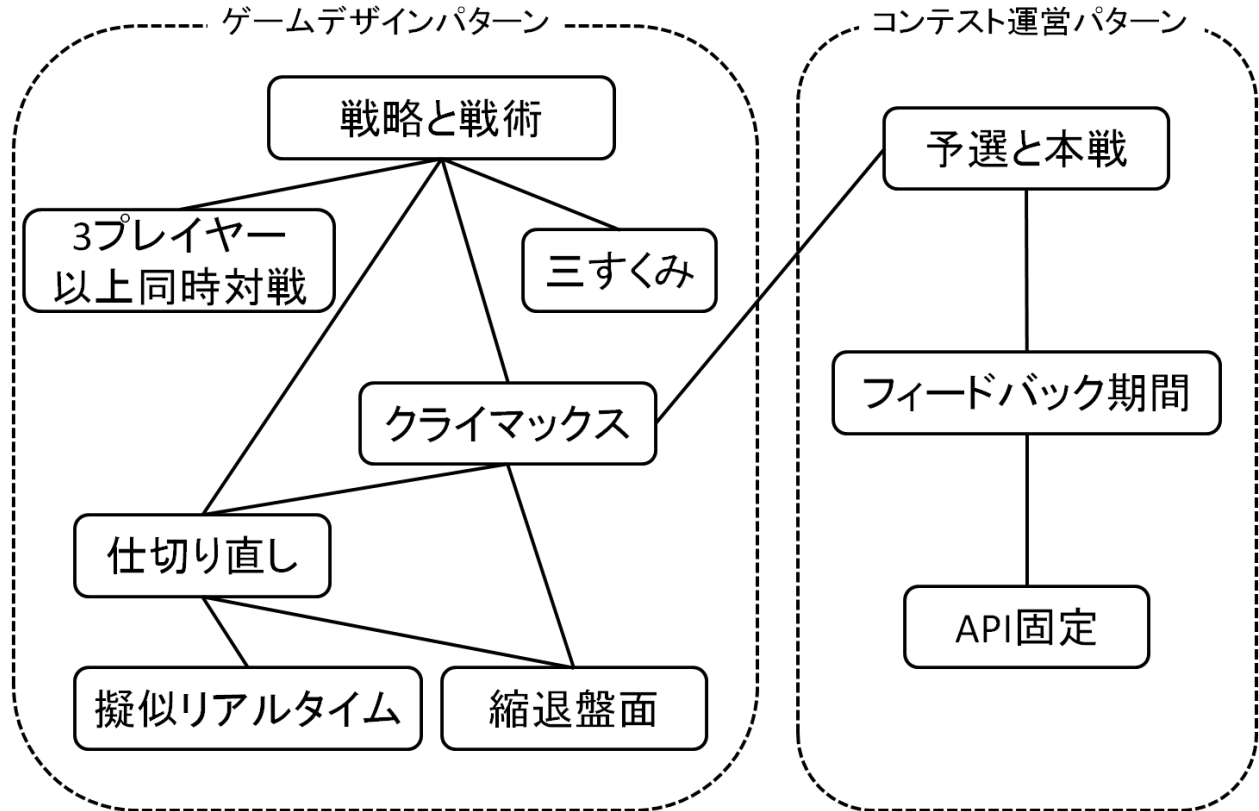 ゲームデザインパターン
戦略と戦術
3プレイヤー
以上同時対戦
三すくみ
クライマックス
仕切り直し
擬似リアルタイム
縮退盤面
コンテスト運営パターン
予選と本戦
フィードバック期間
API固定